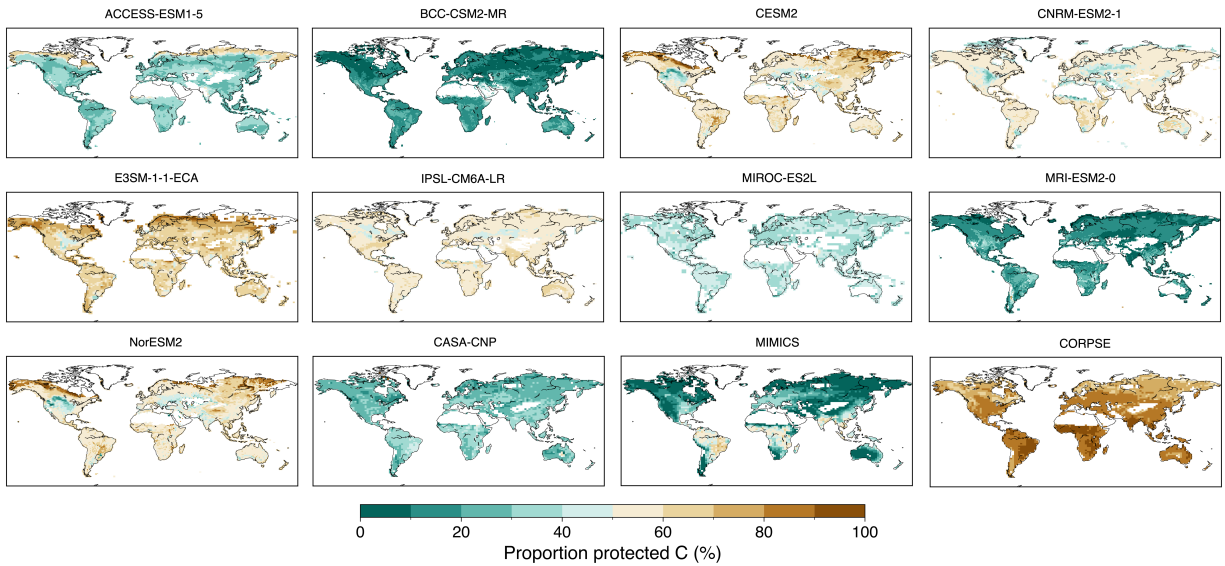 ACCESS-ESM1-5 BCC-CSM2-MR CESM2 CNRM-ESM2-1
E3SM-1-1-ECA IPSL-CM6A-LR MIROC-ES2L MRI-ESM2-0
NorESM2 CASA-CNP MIMICS CORPSE
0 20 40 60 80 100
Proportion protected C (%)